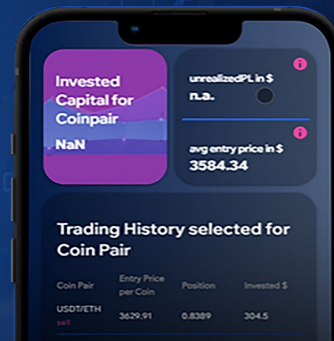 Invested
Capital for
Coinpair
NaN
unrealizedPL in $
n.a.
avg entry price in $
3584.34
Trading History selected for
Coin Pair
Coin Pair
Entry Price
per Coin
Position
Invested $
USDT/ETH
sell
3629.91
0.8389
304.5